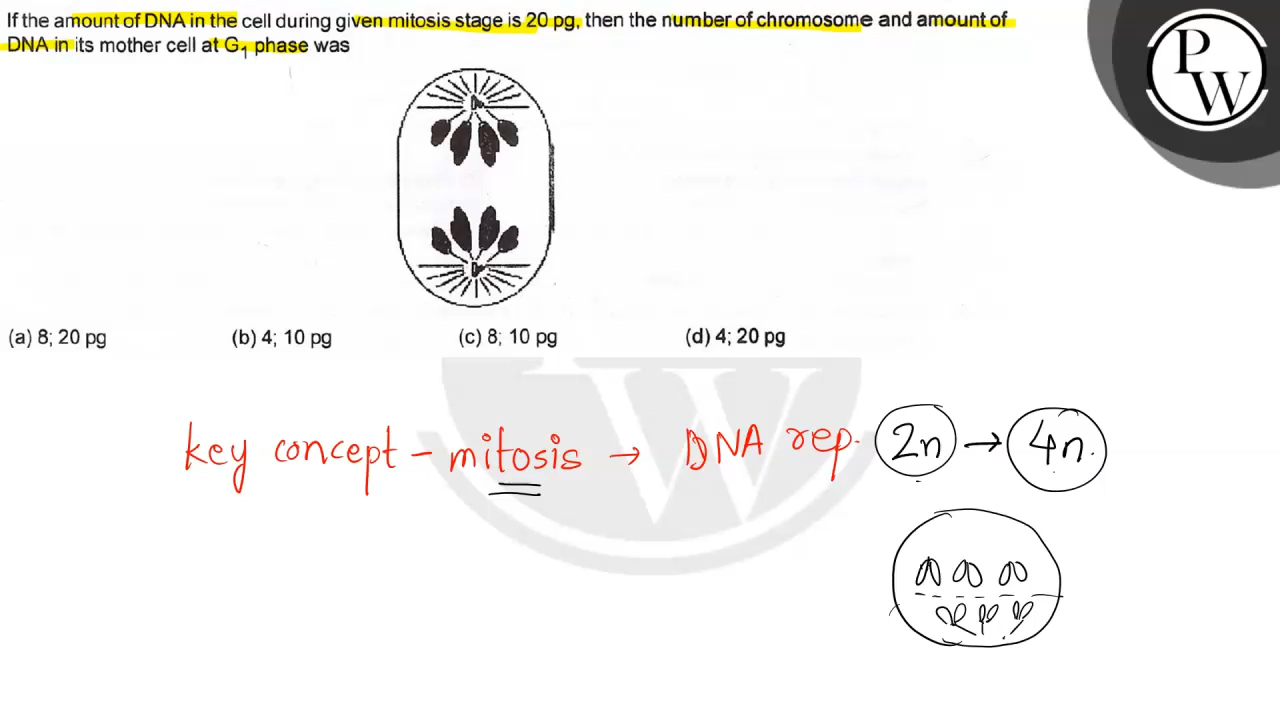 If the amount of DNA in the cell during given mitosis stage is 20 pg, then the number of chromosome and amount of
DNA in its mother cell at G₁ phase was
P
W
(a) 8; 20 pg (b) 4; 10 pg (c) 8; 10 pg (d) 4; 20 pg
key concept - mitosis → DNA rep. 2n → 4n.
W